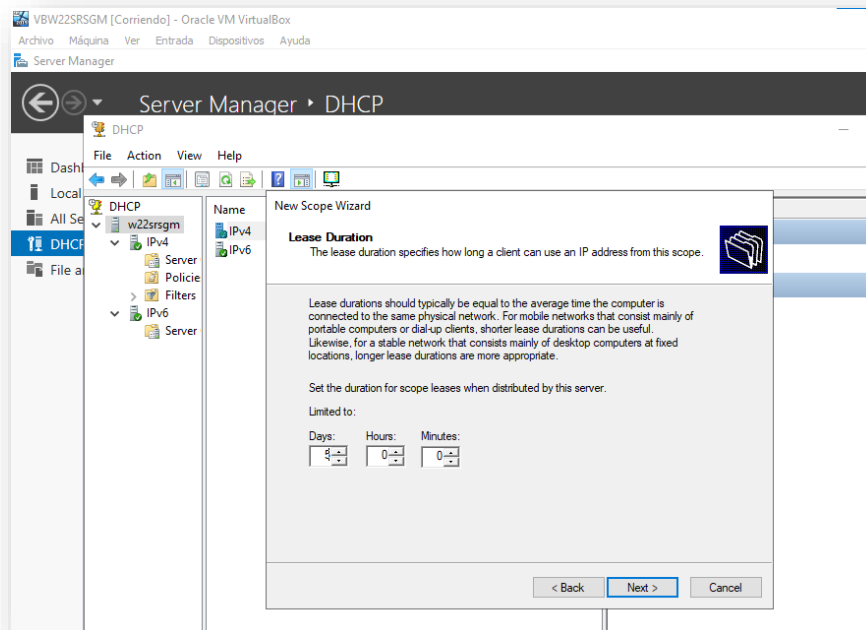 VBW22SRSGM [Corriendo] - Oracle VM VirtualBox
Archivo Máquina Ver Entrada Dispositivos Ayuda
Server Manager
Server Manager ‣ DHCP
DHCP
File Action View Help
Dashl
Local
All Se
DHCP
File a
DHCP
w22srsgm
IPv4
Server
Policie
Filters
IPv6
Server
Name
IPv4
IPv6
New Scope Wizard
Lease Duration
The lease duration specifies how long a client can use an IP address from this scope.
Lease durations should typically be equal to the average time the computer is
connected to the same physical network. For mobile networks that consist mainly of
portable computers or dial-up clients, shorter lease durations can be useful.
Likewise, for a stable network that consists mainly of desktop computers at fixed
locations, longer lease durations are more appropriate.
Set the duration for scope leases when distributed by this server.
Limited to:
Days: Hours: Minutes:
0 0
< Back Next > Cancel